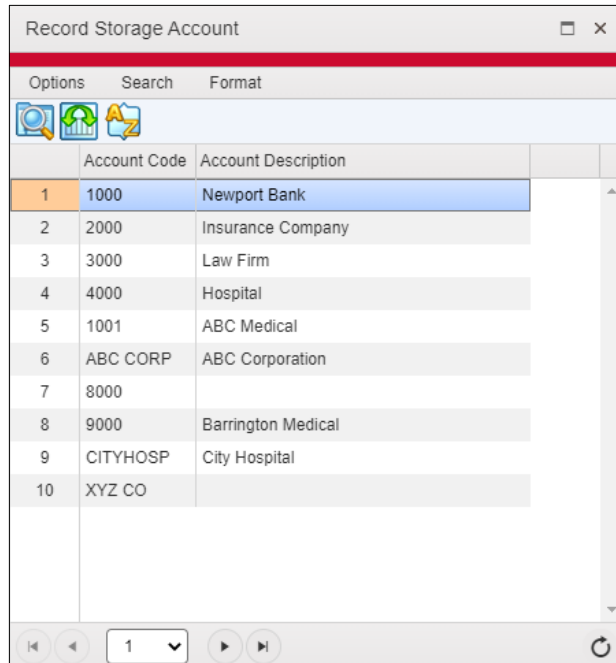 Record Storage Account
Options Search Format
A Z
Account Code Account Description
1 1000 Newport Bank
2 2000 Insurance Company
3 3000 Law Firm
4 4000 Hospital
5 1001 ABC Medical
6 ABC CORP ABC Corporation
7 8000
8 9000 Barrington Medical
9 CITYHOSP City Hospital
10 XYZ CO
1